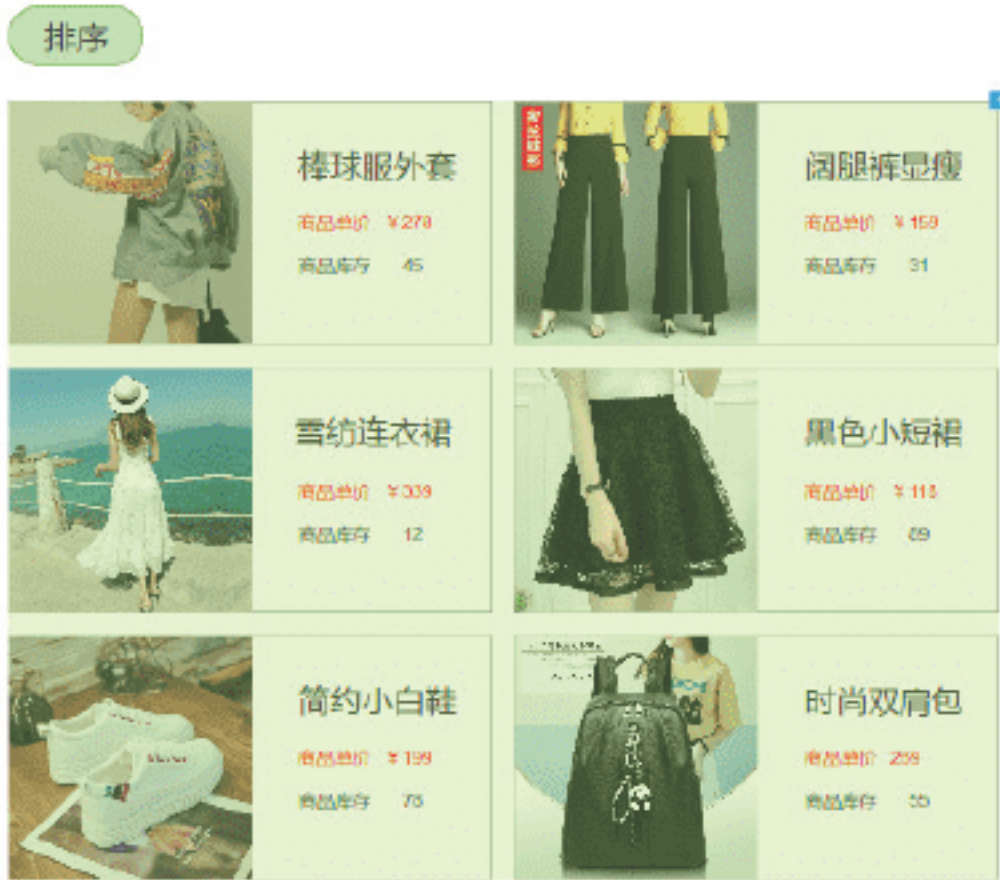 排序
棒球服外套
商品单价 ¥278
商品库存 45
阔腿裤显瘦
商品单价 ¥159
商品库存 31
雪纺连衣裙
商品单价 ¥339
商品库存 12
黑色小短裙
商品单价 ¥118
商品库存
简约小白鞋
商品单价 ¥199
商品库存
时尚双肩包
商品单价 259
商品库存